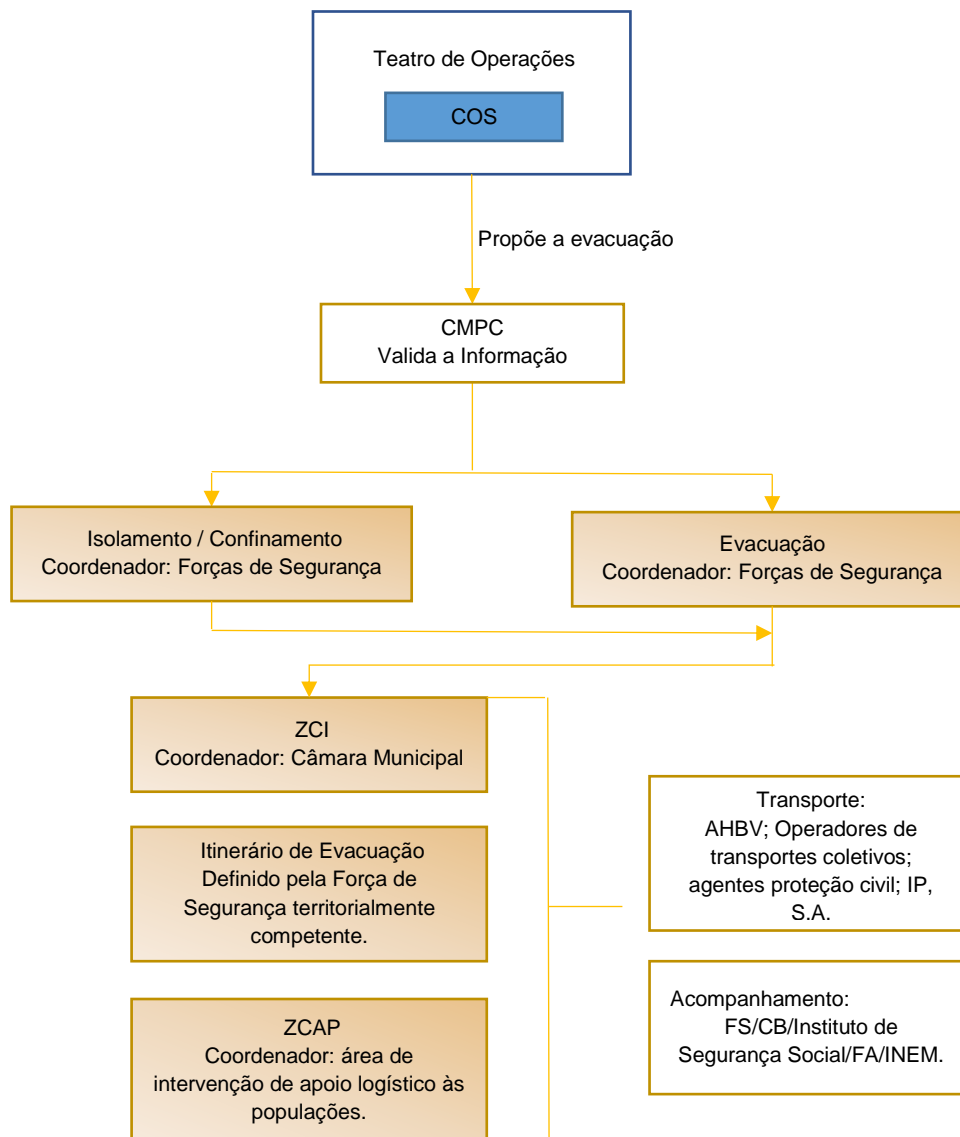 Teatro de Operações
COS
Propõe a evacuação
CMPC
Valida a Informação
Isolamento / Confinamento
Coordenador: Forças de Segurança
Evacuação
Coordenador: Forças de Segurança
ZCI
Coordenador: Câmara Municipal
Itinerário de Evacuação
Definido pela Força de
Segurança territorialmente
competente.
ZCAP
Coordenador: área de
intervenção de apoio logístico às
populações.
Transporte:
AHBV; Operadores de
transportes coletivos;
agentes proteção civil; IP,
S.A.
Acompanhamento:
FS/CB/Instituto de
Segurança Social/FA/INEM.